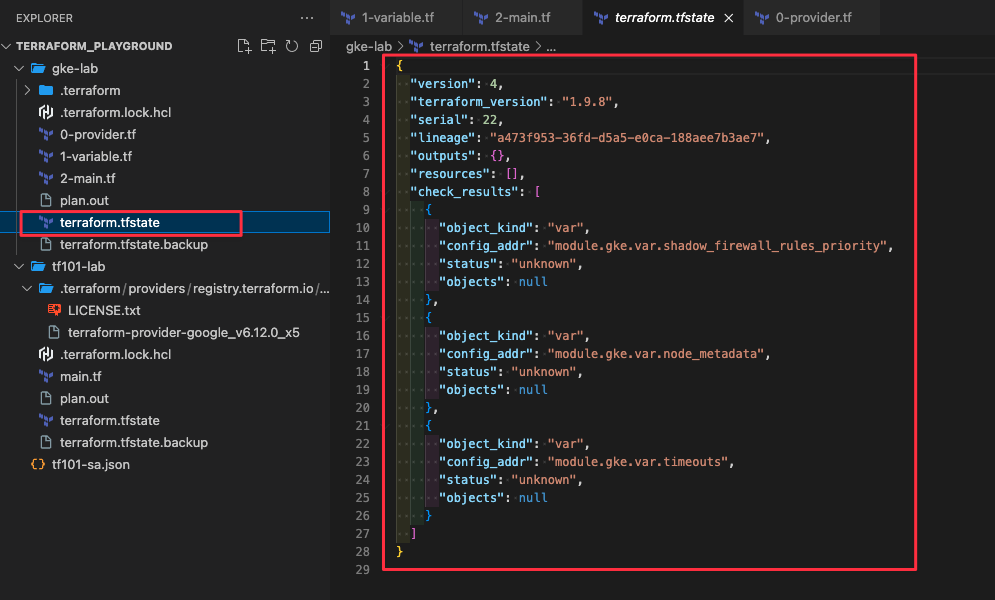 EXPLORER
···
TERRAFORM_PLAYGROUND
gke-lab
.terraform
.terraform.lock.hcl
0-provider.tf
1-variable.tf
2-main.tf
plan.out
terraform.tfstate
terraform.tfstate.backup
tf101-lab
.terraform/providers/registry.terraform.io/...
LICENSE.txt
terraform-provider-google_v6.12.0_x5
.terraform.lock.hcl
main.tf
plan.out
terraform.tfstate
terraform.tfstate.backup
tf101-sa.json
1-variable.tf
2-main.tf
terraform.tfstate
0-provider.tf
gke-lab > terraform.tfstate > ...
1 {
2 "version": 4,
3 "terraform_version": "1.9.8",
4 "serial": 22,
5 "lineage": "a473f953-36fd-d5a5-e0ca-188aee7b3ae7",
6 "outputs": {},
7 "resources": [],
8 "check_results": [
9 {
10 "object_kind": "var",
11 "config_addr": "module.gke.var.shadow_firewall_rules_priority",
12 "status": "unknown",
13 "objects": null
14 },
15 {
16 "object_kind": "var",
17 "config_addr": "module.gke.var.node_metadata",
18 "status": "unknown",
19 "objects": null
20 },
21 {
22 "object_kind": "var",
23 "config_addr": "module.gke.var.timeouts",
24 "status": "unknown",
25 "objects": null
26 }
27 ]
28 }
29